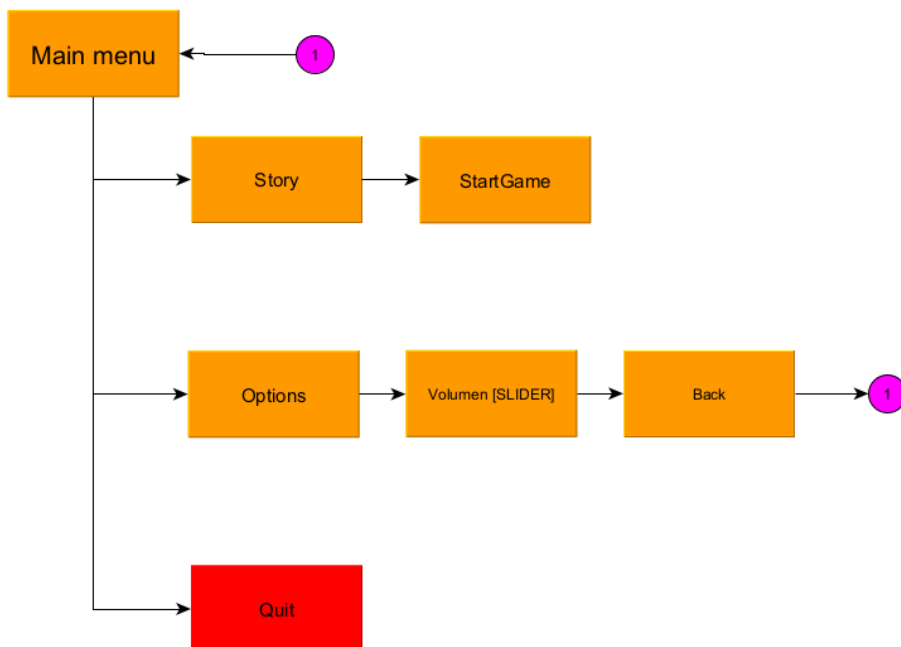 Main menu
1
Story
StartGame
Options
Volumen [SLIDER]
Back
1
Quit